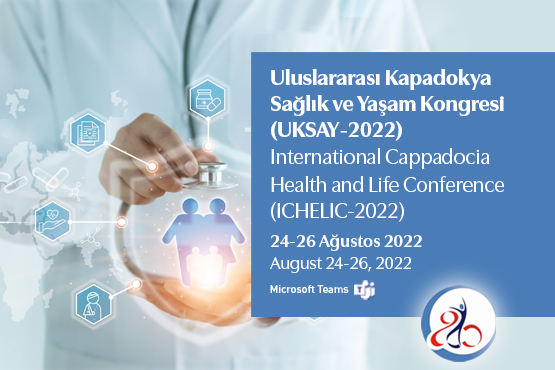 Uluslararası Kapadokya
Sağlık ve Yaşam Kongresi
(UKSAY-2022)
International Cappadocia
Health and Life Conference
(ICHELIC-2022)
24-26 Ağustos 2022
August 24-26, 2022
Microsoft Teams